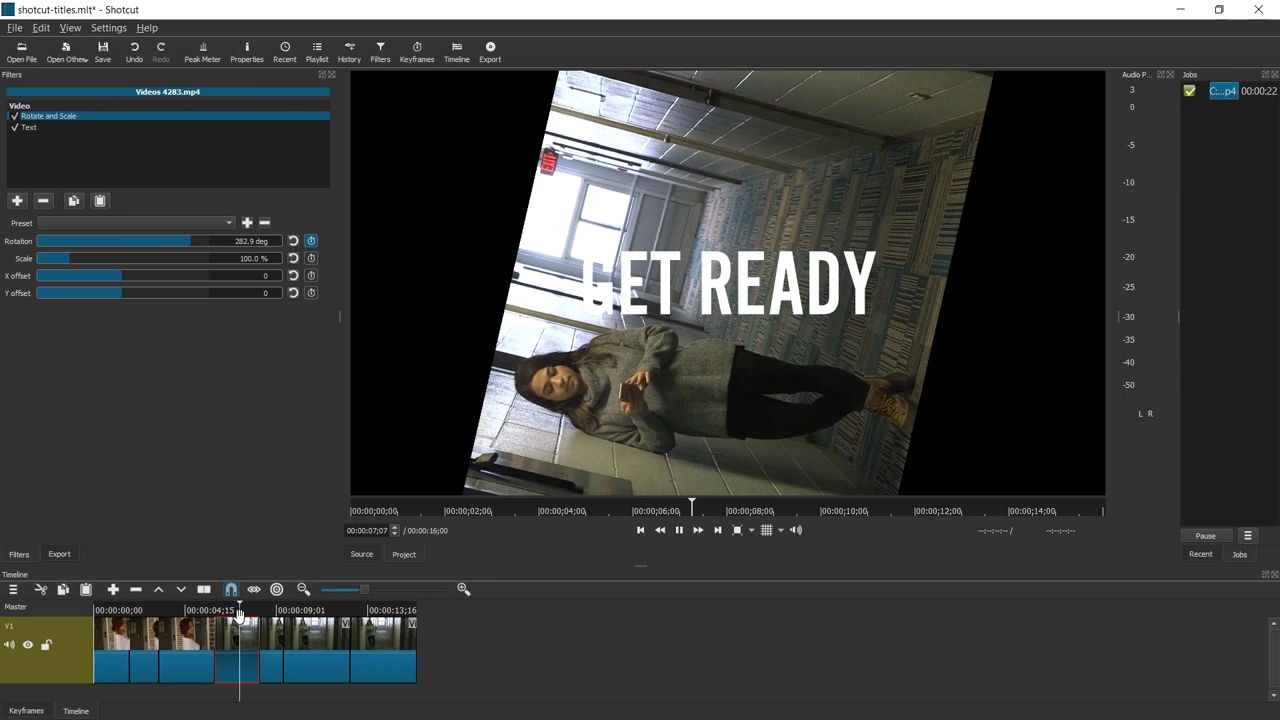 shotcut-titles.mlt* - Shotcut
File Edit View Settings Help
Open File Open Other Save Undo Redo Peak Meter Properties Recent Playlist History Filters Keyframes Timeline Export
Filters
Videos 4283.mp4
Video
Rotate and Scale
Text
Preset
Rotation 282.9 deg
Scale 100.0 %
X offset 0
Y offset 0
Filters Export
GET READY
00:00:00;00 00:00:02;00 00:00:04;00 00:00:06;00 00:00:08;00 00:00:10;00 00:00:12;00 00:00:14;00
00:00:07;07 / 00:00:16;00 --:--:--;-- / --:--:--;--
Source Project
Audio P...
3
0
-5
-10
-15
-20
-25
-30
-35
-40
-50
L R
Jobs
C:...p4 00:00:22
Pause
Recent Jobs
Timeline
Master 00:00:00;00 00:00:04;15 00:00:09;01 00:00:13;16
V1
Keyframes Timeline